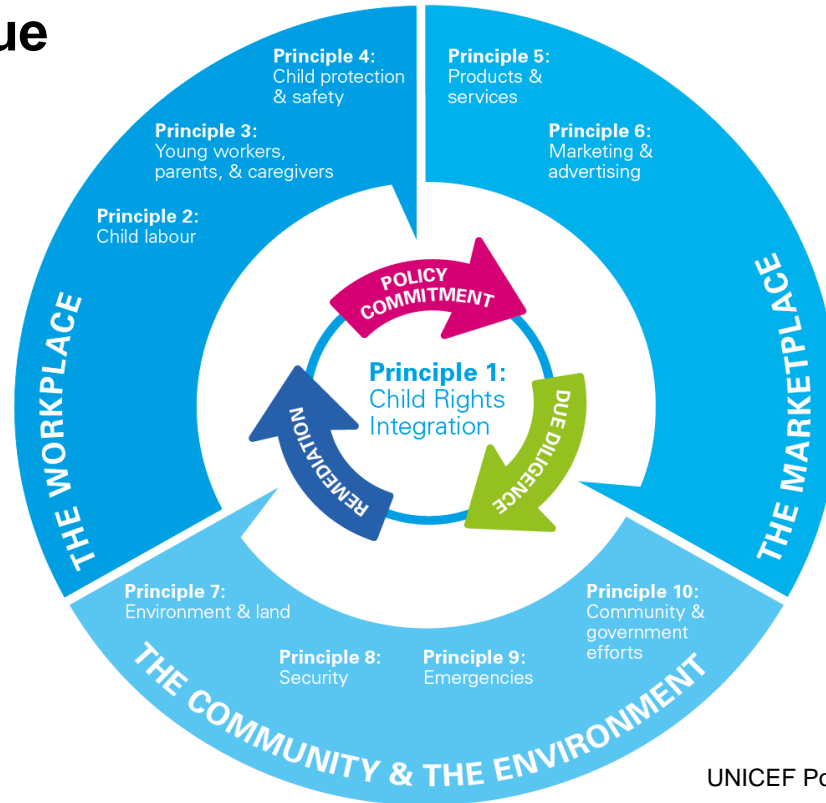 ue
Principle 4:
Child protection
& safety
Principle 5:
Products &
services
Principle 3:
Young workers,
parents, & caregivers
Principle 6:
Marketing &
advertising
Principle 2:
Child labour
THE WORKPLACE
THE MARKETPLACE
POLICY
COMMITMENT
Principle 1:
Child Rights
Integration
DUE DILIGENCE
REMEDIATION
Principle 7:
Environment & land
Principle 8:
Security
Principle 9:
Emergencies
Principle 10:
Community &
government
efforts
THE COMMUNITY & THE ENVIRONMENT
UNICEF Po